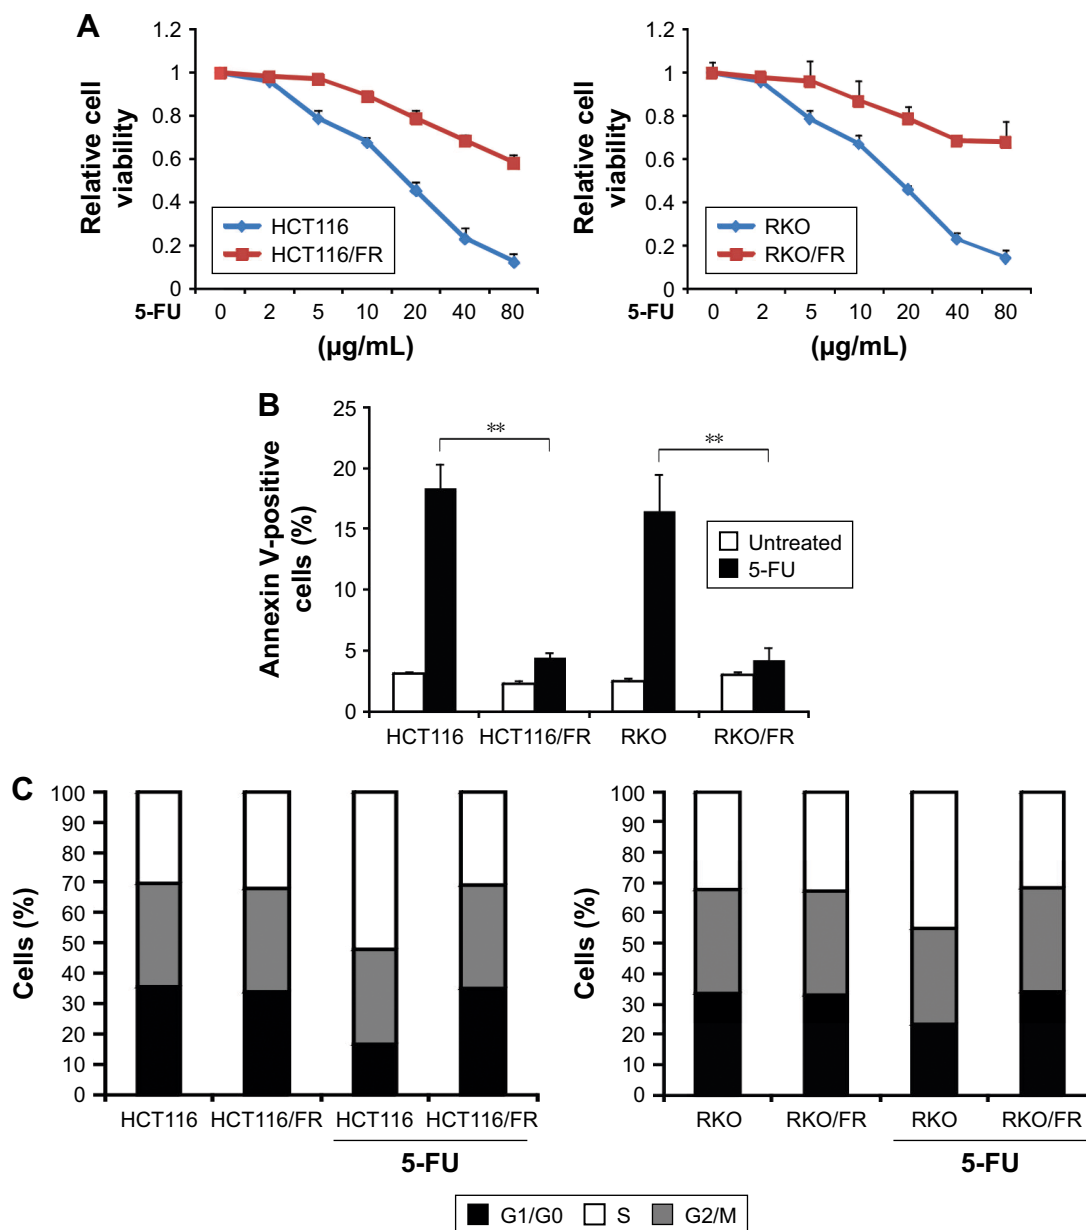 A
Relative cell
viability
1.2
1
0.8
0.6
0.4
0.2
0
HCT116
HCT116/FR
5-FU
0 2 5 10 20 40 80
(µg/mL)
Relative cell
viability
1.2
1
0.8
0.6
0.4
0.2
0
RKO
RKO/FR
5-FU
0 2 5 10 20 40 80
(µg/mL)
B
Annexin V-positive
cells (%)
25
20
15
10
5
0
**
**
Untreated
5-FU
HCT116 HCT116/FR RKO RKO/FR
C
Cells (%)
100
90
80
70
60
50
40
30
20
10
0
HCT116 HCT116/FR HCT116 HCT116/FR
5-FU
Cells (%)
100
90
80
70
60
50
40
30
20
10
0
RKO RKO/FR RKO RKO/FR
5-FU
G1/G0 S G2/M